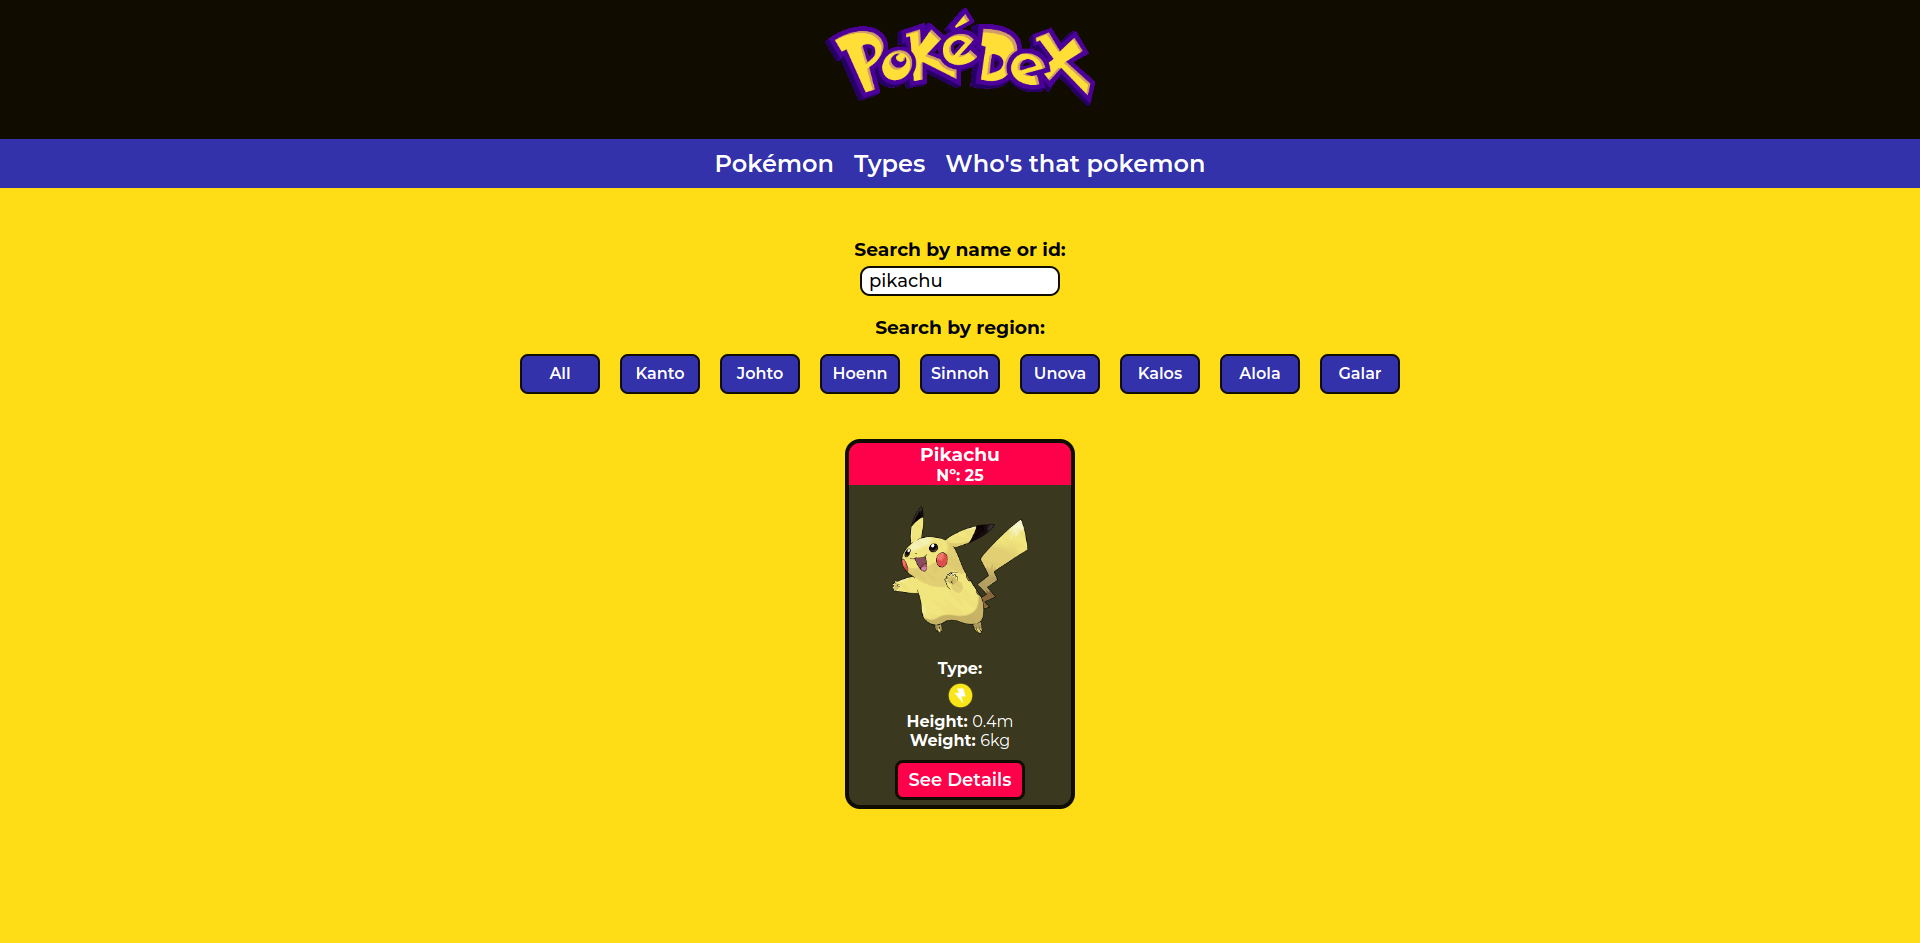 PokéDex
Pokémon Types Who's that pokemon
Search by name or id:
pikachu
Search by region:
All Kanto Johto Hoenn Sinnoh Unova Kalos Alola Galar
Pikachu
Nº: 25
Type:
Height: 0.4m
Weight: 6kg
See Details